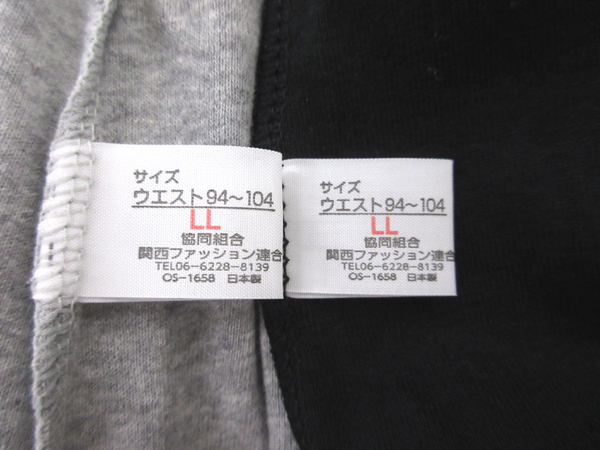 サイズ
ウエスト94～104
LL
協同組合
関西ファッション連合
TEL06-6228-8139
OS-1658 日本製
サイズ
ウエスト94～104
LL
協同組合
関西ファッション連合
TEL06-6228-8139
OS-1658 日本製